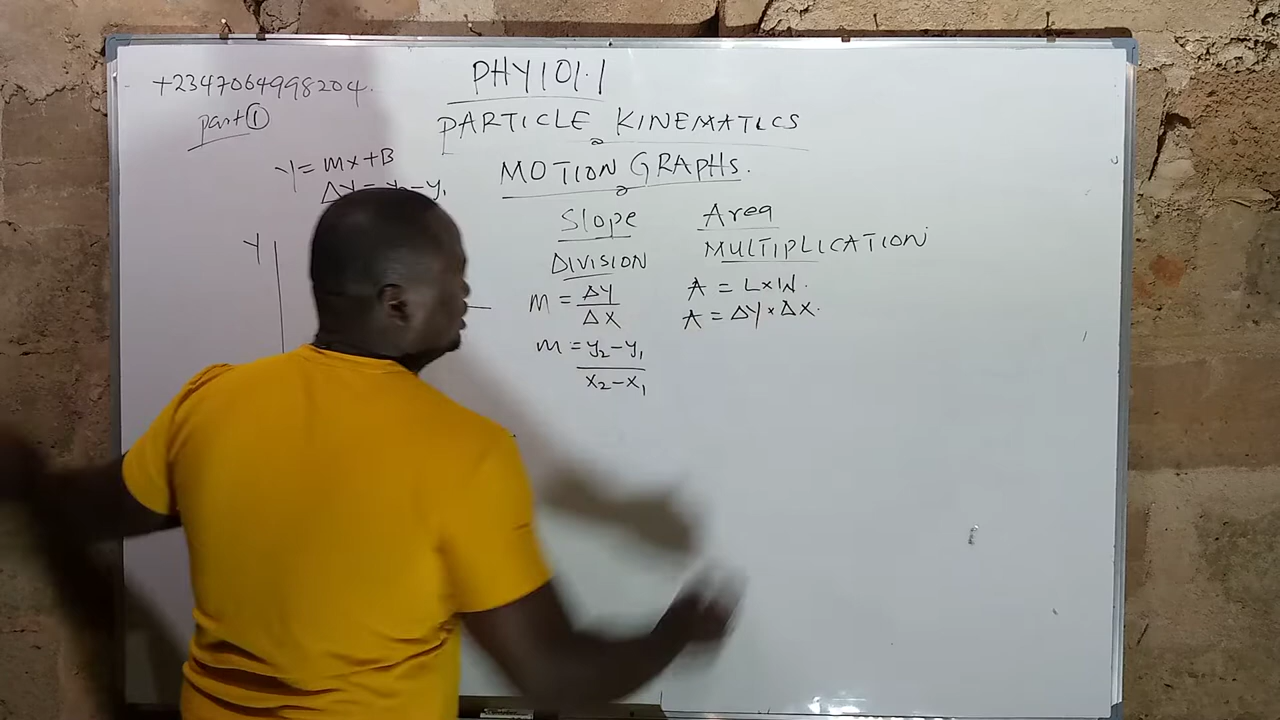 +2347064998204.
part ①
PHY101.1
PARTICLE KINEMATICS
MOTION GRAPHS.
Y = mx+B
ΔY = y₂-y₁
Y
Slope
DIVISION
M = ΔY/ΔX
m = y₂-y₁/x₂-x₁
Area
MULTIPLICATION
A = L×W.
A = ΔY×ΔX.